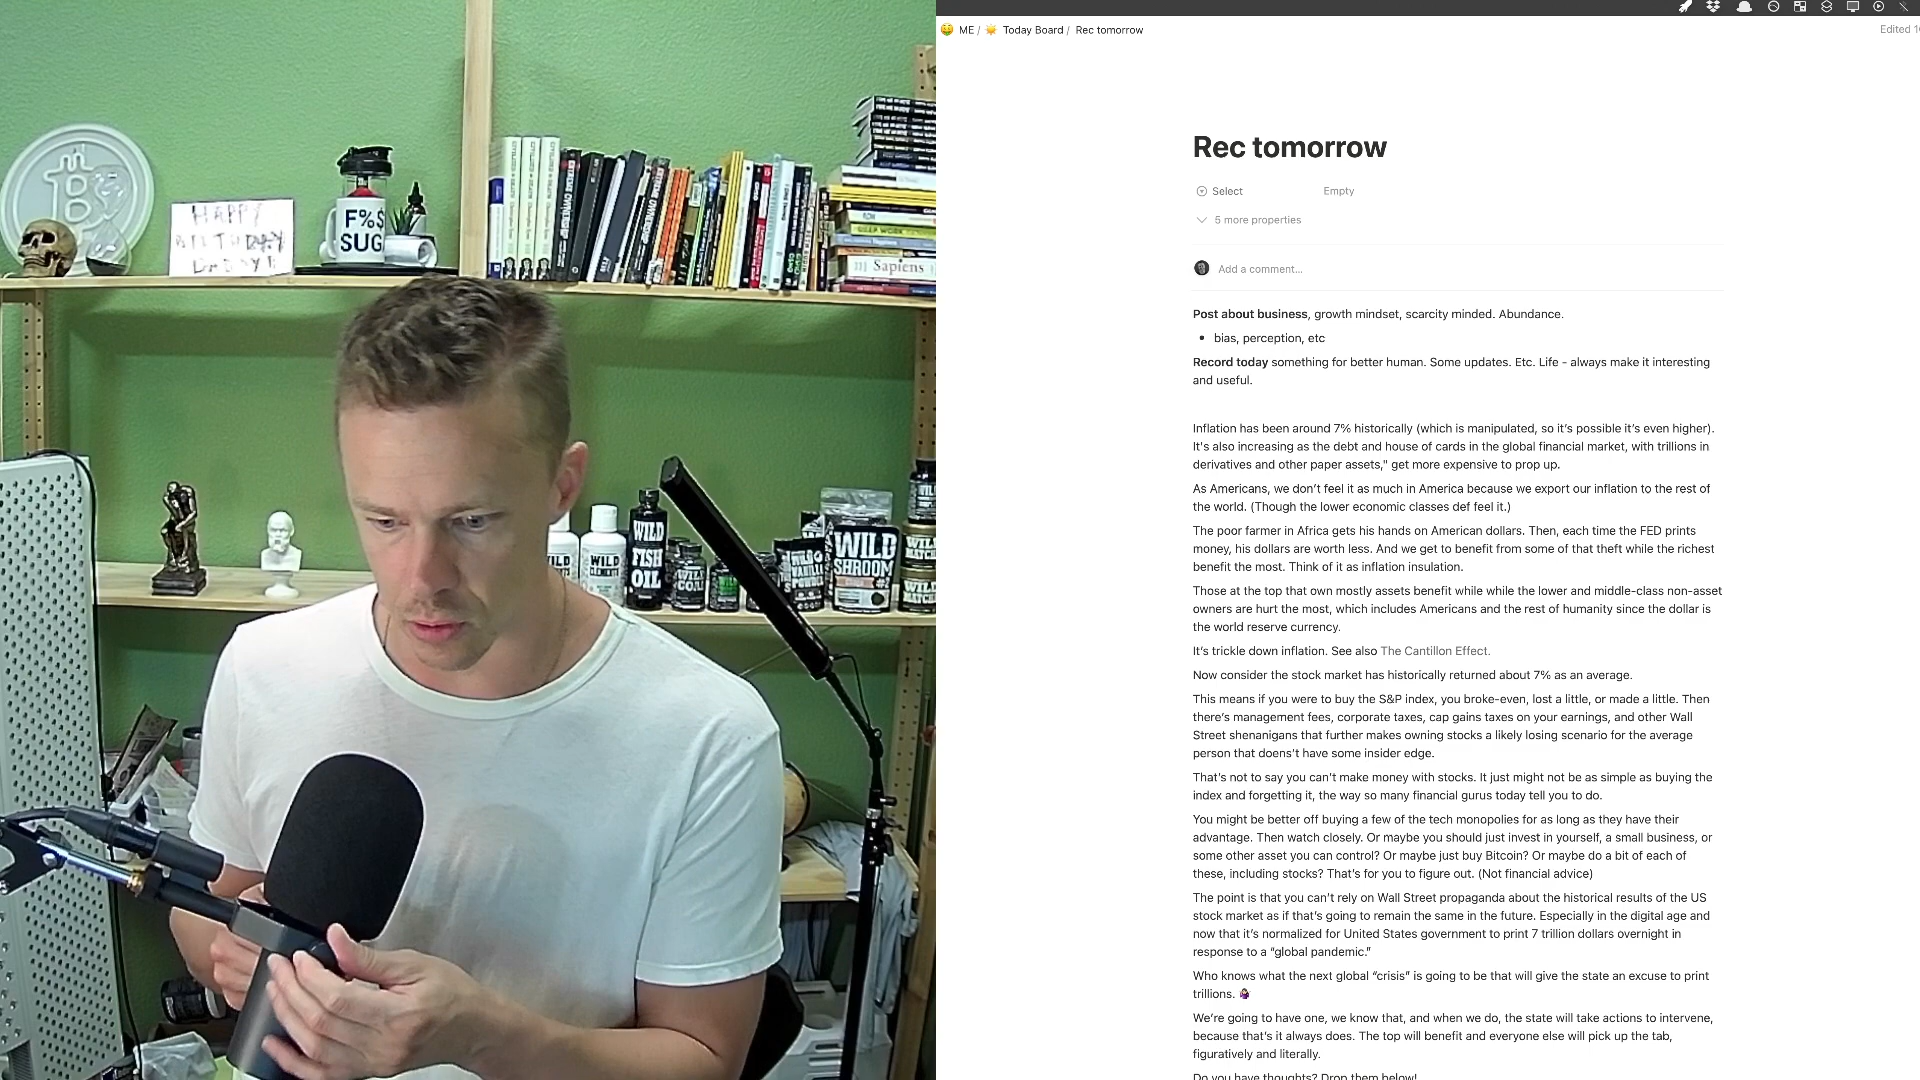 ME / Today Board / Rec tomorrow
Edited
HAPPY
BIRTHDAY
DADDY!!
F%$
SUG
Sapiens
WILD
FISH
OIL
WILD
WILD
SHROOM
Rec tomorrow
Select Empty
5 more properties
Add a comment...
Post about business, growth mindset, scarcity minded. Abundance.
• bias, perception, etc
Record today something for better human. Some updates. Etc. Life - always make it interesting
and useful.
Inflation has been around 7% historically (which is manipulated, so it's possible it's even higher).
It's also increasing as the debt and house of cards in the global financial market, with trillions in
derivatives and other paper assets," get more expensive to prop up.
As Americans, we don't feel it as much in America because we export our inflation to the rest of
the world. (Though the lower economic classes def feel it.)
The poor farmer in Africa gets his hands on American dollars. Then, each time the FED prints
money, his dollars are worth less. And we get to benefit from some of that theft while the richest
benefit the most. Think of it as inflation insulation.
Those at the top that own mostly assets benefit while while the lower and middle-class non-asset
owners are hurt the most, which includes Americans and the rest of humanity since the dollar is
the world reserve currency.
It's trickle down inflation. See also The Cantillon Effect.
Now consider the stock market has historically returned about 7% as an average.
This means if you were to buy the S&P index, you broke-even, lost a little, or made a little. Then
there's management fees, corporate taxes, cap gains taxes on your earnings, and other Wall
Street shenanigans that further makes owning stocks a likely losing scenario for the average
person that doens't have some insider edge.
That's not to say you can't make money with stocks. It just might not be as simple as buying the
index and forgetting it, the way so many financial gurus today tell you to do.
You might be better off buying a few of the tech monopolies for as long as they have their
advantage. Then watch closely. Or maybe you should just invest in yourself, a small business, or
some other asset you can control? Or maybe just buy Bitcoin? Or maybe do a bit of each of
these, including stocks? That's for you to figure out. (Not financial advice)
The point is that you can't rely on Wall Street propaganda about the historical results of the US
stock market as if that's going to remain the same in the future. Especially in the digital age and
now that it's normalized for United States government to print 7 trillion dollars overnight in
response to a "global pandemic."
Who knows what the next global "crisis" is going to be that will give the state an excuse to print
trillions. 🤷🏻‍♂️
We're going to have one, we know that, and when we do, the state will take actions to intervene,
because that's it always does. The top will benefit and everyone else will pick up the tab,
figuratively and literally.
Do you have thoughts? Drop them below!